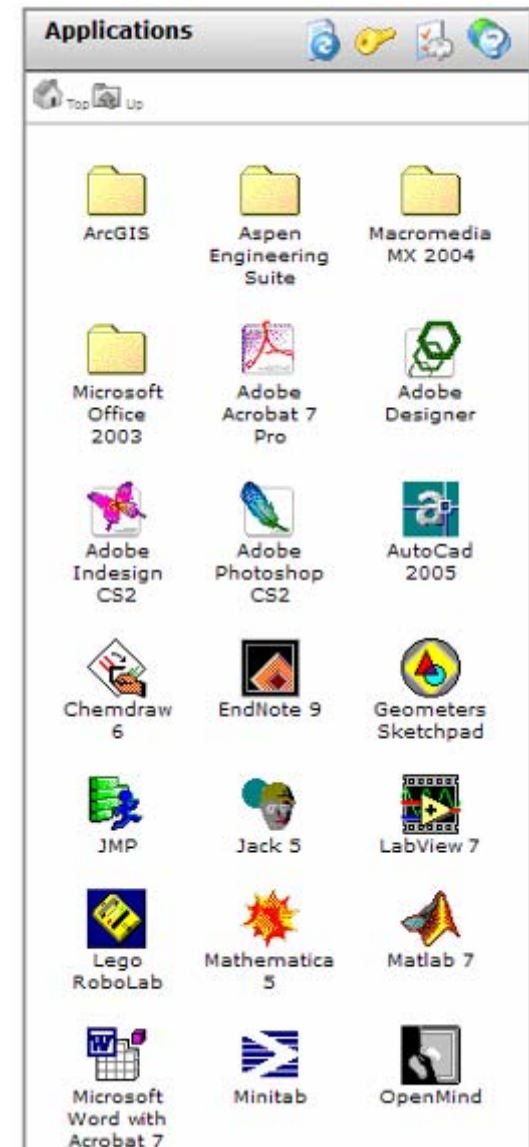 Applications
Top Up
ArcGIS
Aspen
Engineering
Suite
Macromedia
MX 2004
Microsoft
Office
2003
Adobe
Acrobat 7
Pro
Adobe
Designer
Adobe
Indesign
CS2
Adobe
Photoshop
CS2
AutoCad
2005
Chemdraw
6
EndNote 9
Geometers
Sketchpad
JMP
Jack 5
LabView 7
Lego
RoboLab
Mathematica
5
Matlab 7
Microsoft
Word with
Acrobat 7
Minitab
OpenMind